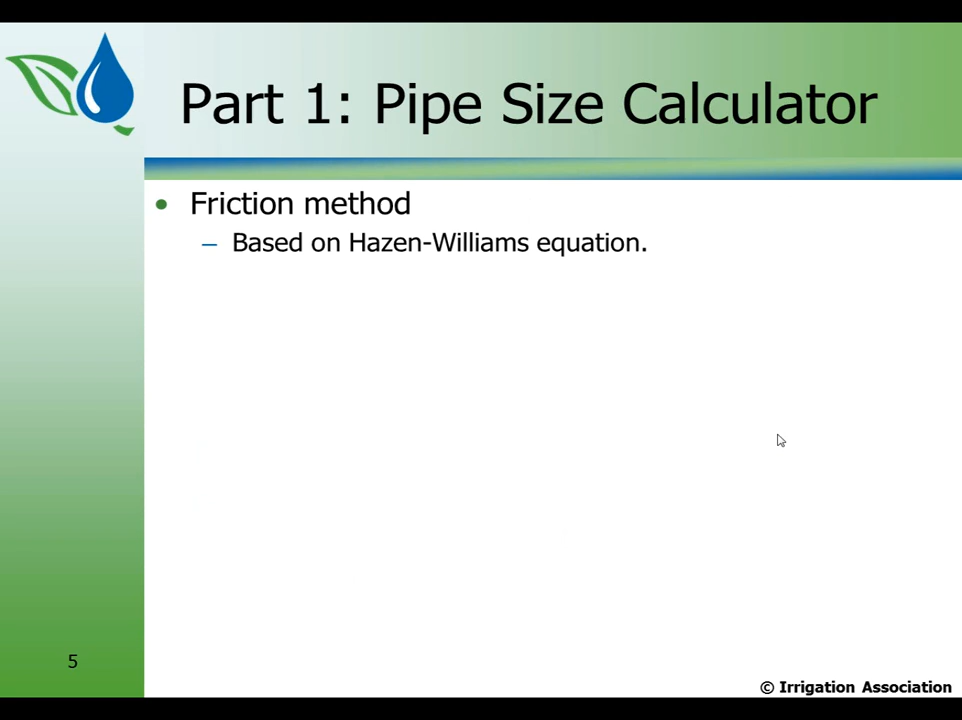 Part 1: Pipe Size Calculator
• Friction method
– Based on Hazen-Williams equation.
5
© Irrigation Association